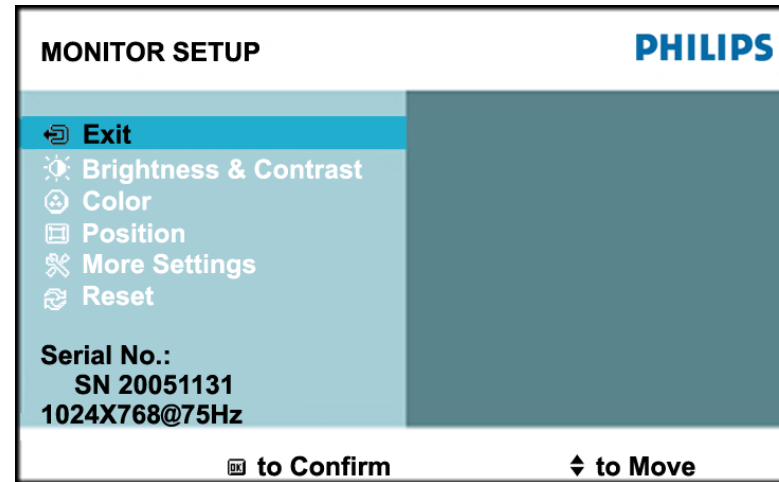 MONITOR SETUP
PHILIPS
Exit
Brightness & Contrast
Color
Position
More Settings
Reset
Serial No.:
SN 20051131
1024X768@75Hz
OK to Confirm
to Move